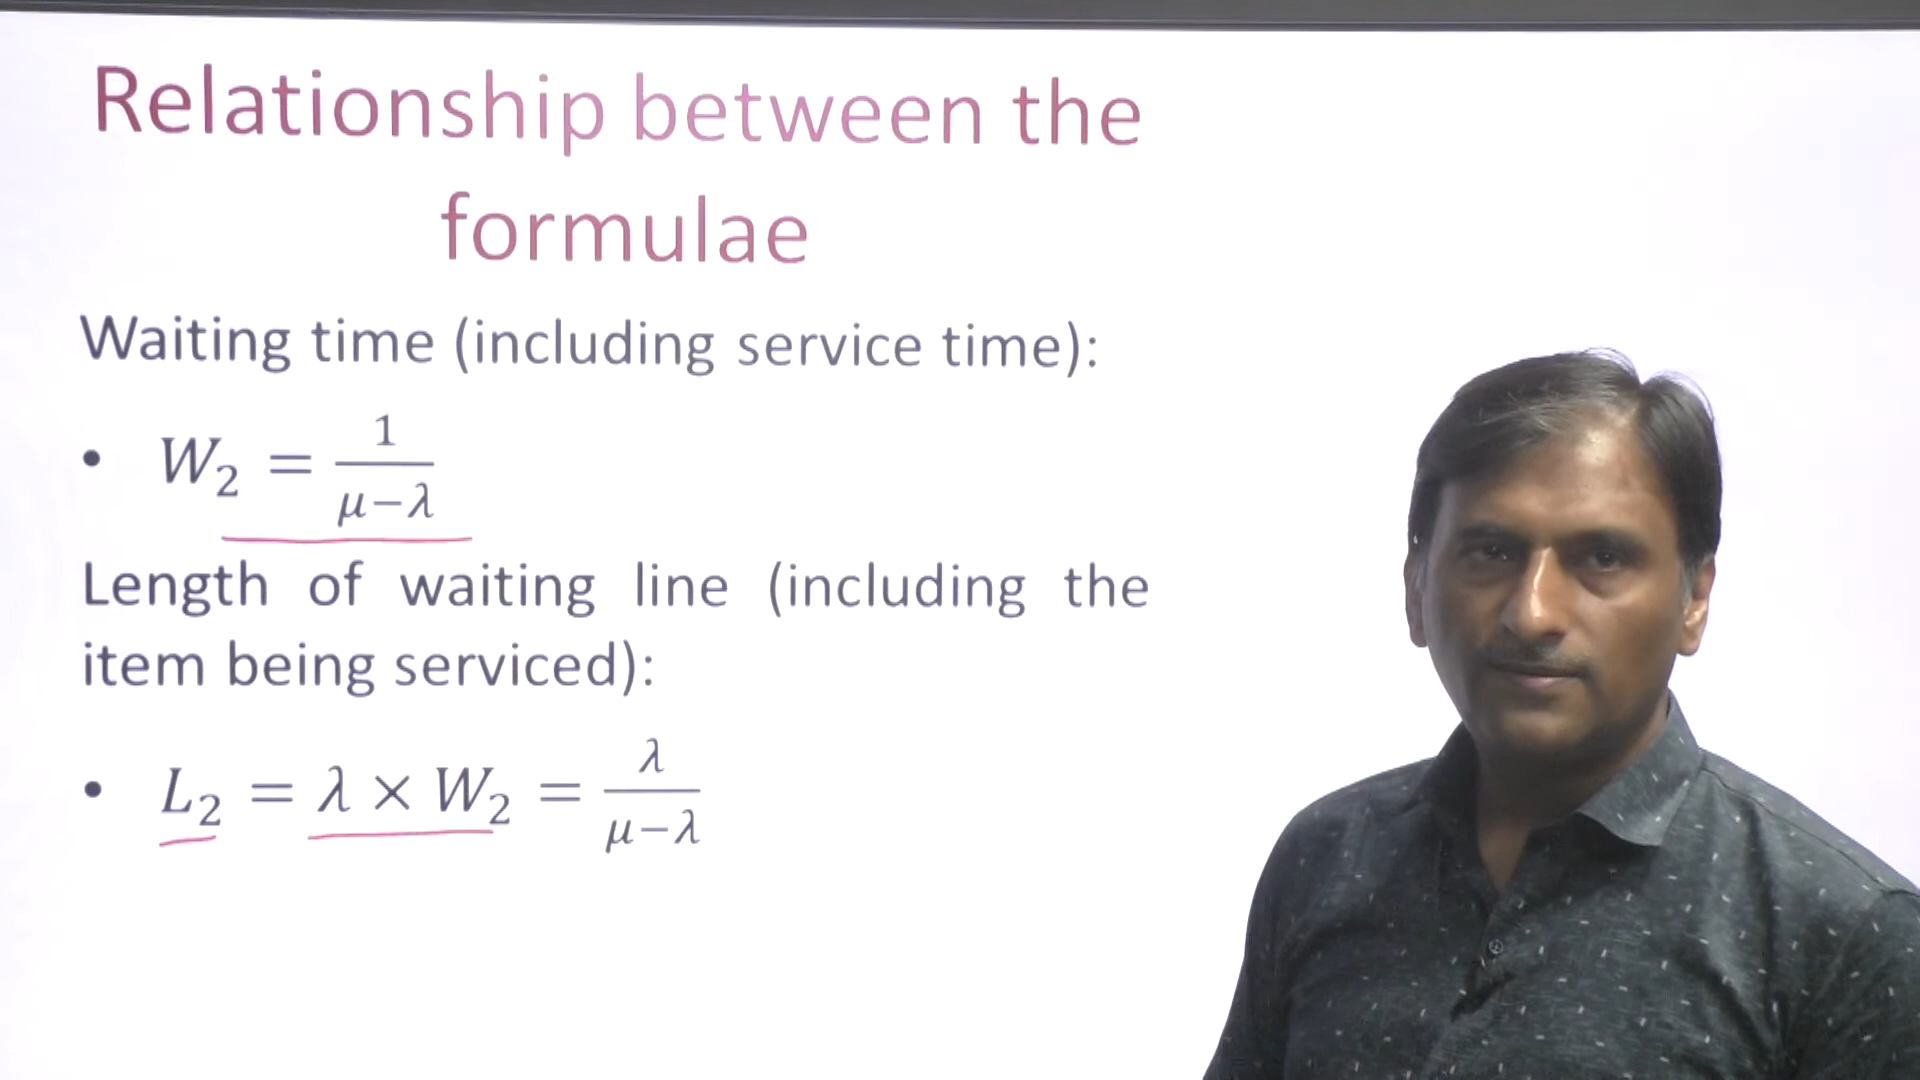 Relationship between the
formulae
Waiting time (including service time):
• W₂ = 1/(μ−λ)
Length of waiting line (including the
item being serviced):
• L₂ = λ × W₂ = λ/(μ−λ)